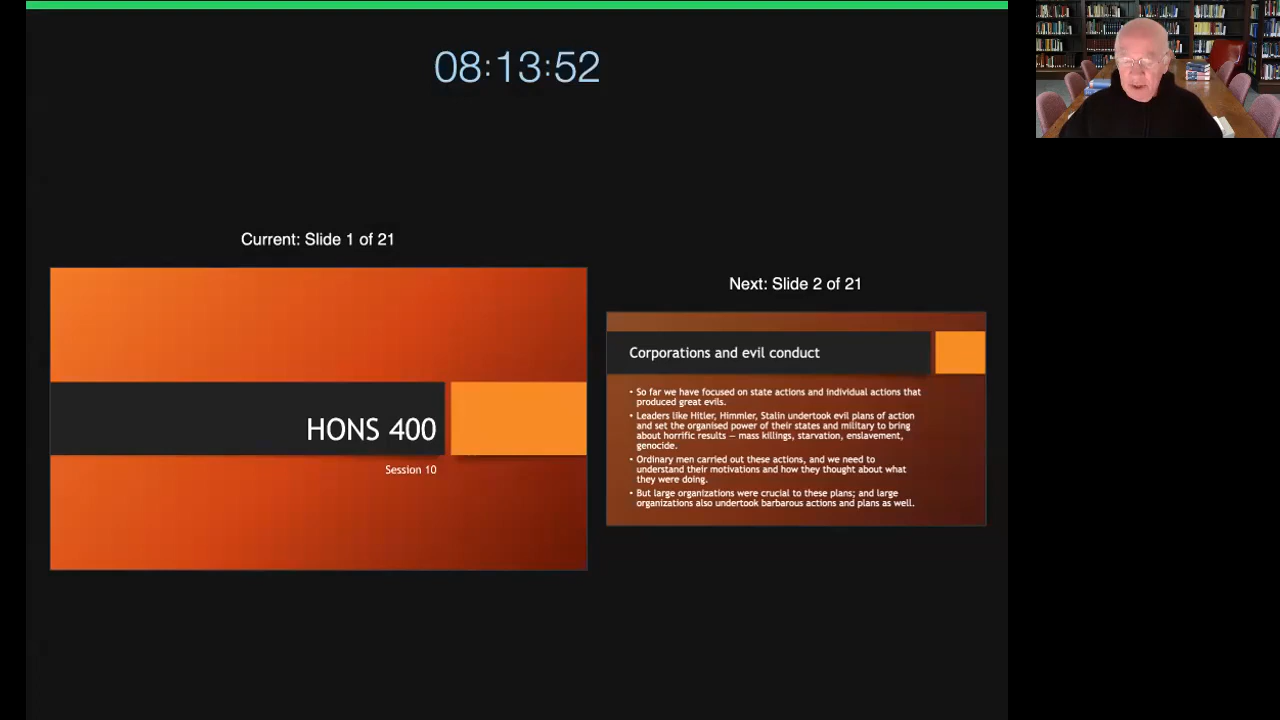 08:13:52
Current: Slide 1 of 21
HONS 400
Session 10
Next: Slide 2 of 21
Corporations and evil conduct
• So far we have focused on state actions and individual actions that
produced great evils.
• Leaders like Hitler, Himmler, Stalin undertook evil plans of action
and set the organised power of their states and military to bring
about horrific results — mass killings, starvation, enslavement,
genocide.
• Ordinary men carried out these actions, and we need to
understand their motivations and how they thought about what
they were doing.
• But large organizations were crucial to these plans; and large
organizations also undertook barbarous actions and plans as well.